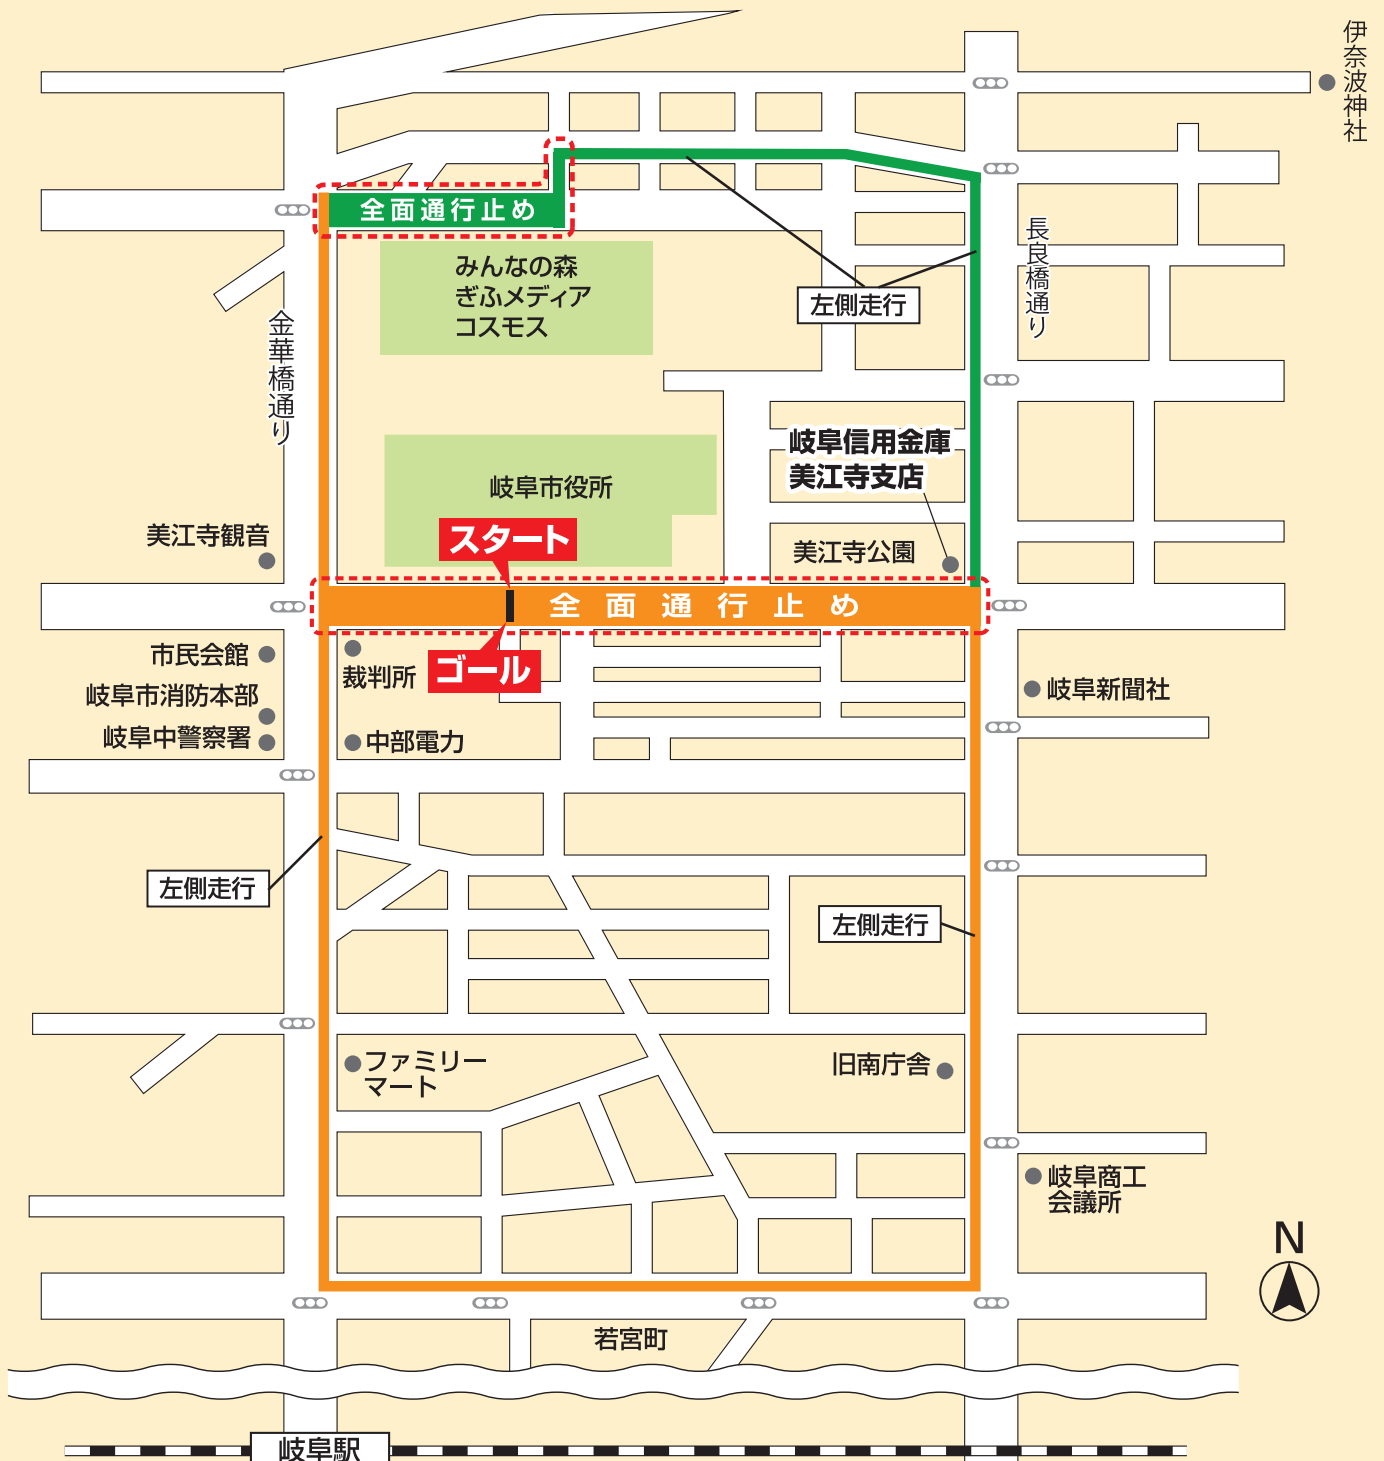 伊奈波神社
全面通行止め
みんなの森
ぎふメディア
コスモス
左側走行
長良橋通り
金華橋通り
岐阜信用金庫
美江寺支店
岐阜市役所
スタート
美江寺観音
美江寺公園
全面通行止め
ゴール
市民会館
裁判所
岐阜市消防本部
岐阜新聞社
岐阜中警察署
中部電力
左側走行
左側走行
ファミリー
マート
旧南庁舎
岐阜商工
会議所
N
若宮町
岐阜駅